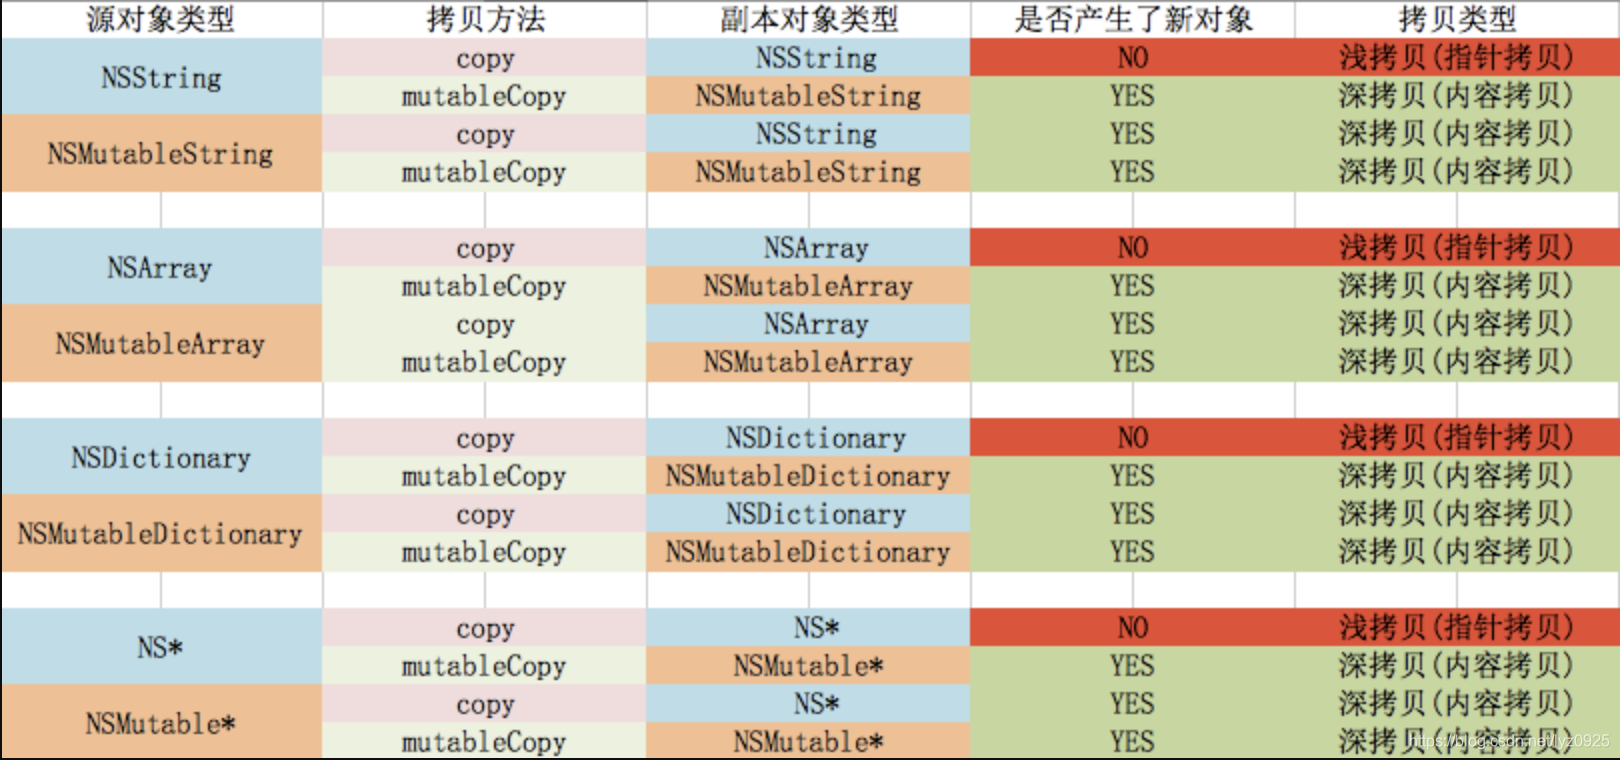 源对象类型 拷贝方法 副本对象类型 是否产生了新对象 拷贝类型
NSString copy NSString NO 浅拷贝(指针拷贝)
mutableCopy NSMutableString YES 深拷贝(内容拷贝)
NSMutableString copy NSString YES 深拷贝(内容拷贝)
mutableCopy NSMutableString YES 深拷贝(内容拷贝)
NSArray copy NSArray NO 浅拷贝(指针拷贝)
mutableCopy NSMutableArray YES 深拷贝(内容拷贝)
NSMutableArray copy NSArray YES 深拷贝(内容拷贝)
mutableCopy NSMutableArray YES 深拷贝(内容拷贝)
NSDictionary copy NSDictionary NO 浅拷贝(指针拷贝)
mutableCopy NSMutableDictionary YES 深拷贝(内容拷贝)
NSMutableDictionary copy NSDictionary YES 深拷贝(内容拷贝)
mutableCopy NSMutableDictionary YES 深拷贝(内容拷贝)
NS* copy NS* NO 浅拷贝(指针拷贝)
mutableCopy NSMutable* YES 深拷贝(内容拷贝)
NSMutable* copy NS* YES 深拷贝(内容拷贝)
mutableCopy NSMutable* YES 深拷贝(内容拷贝)
https://blog.csdn.net/lyz0925